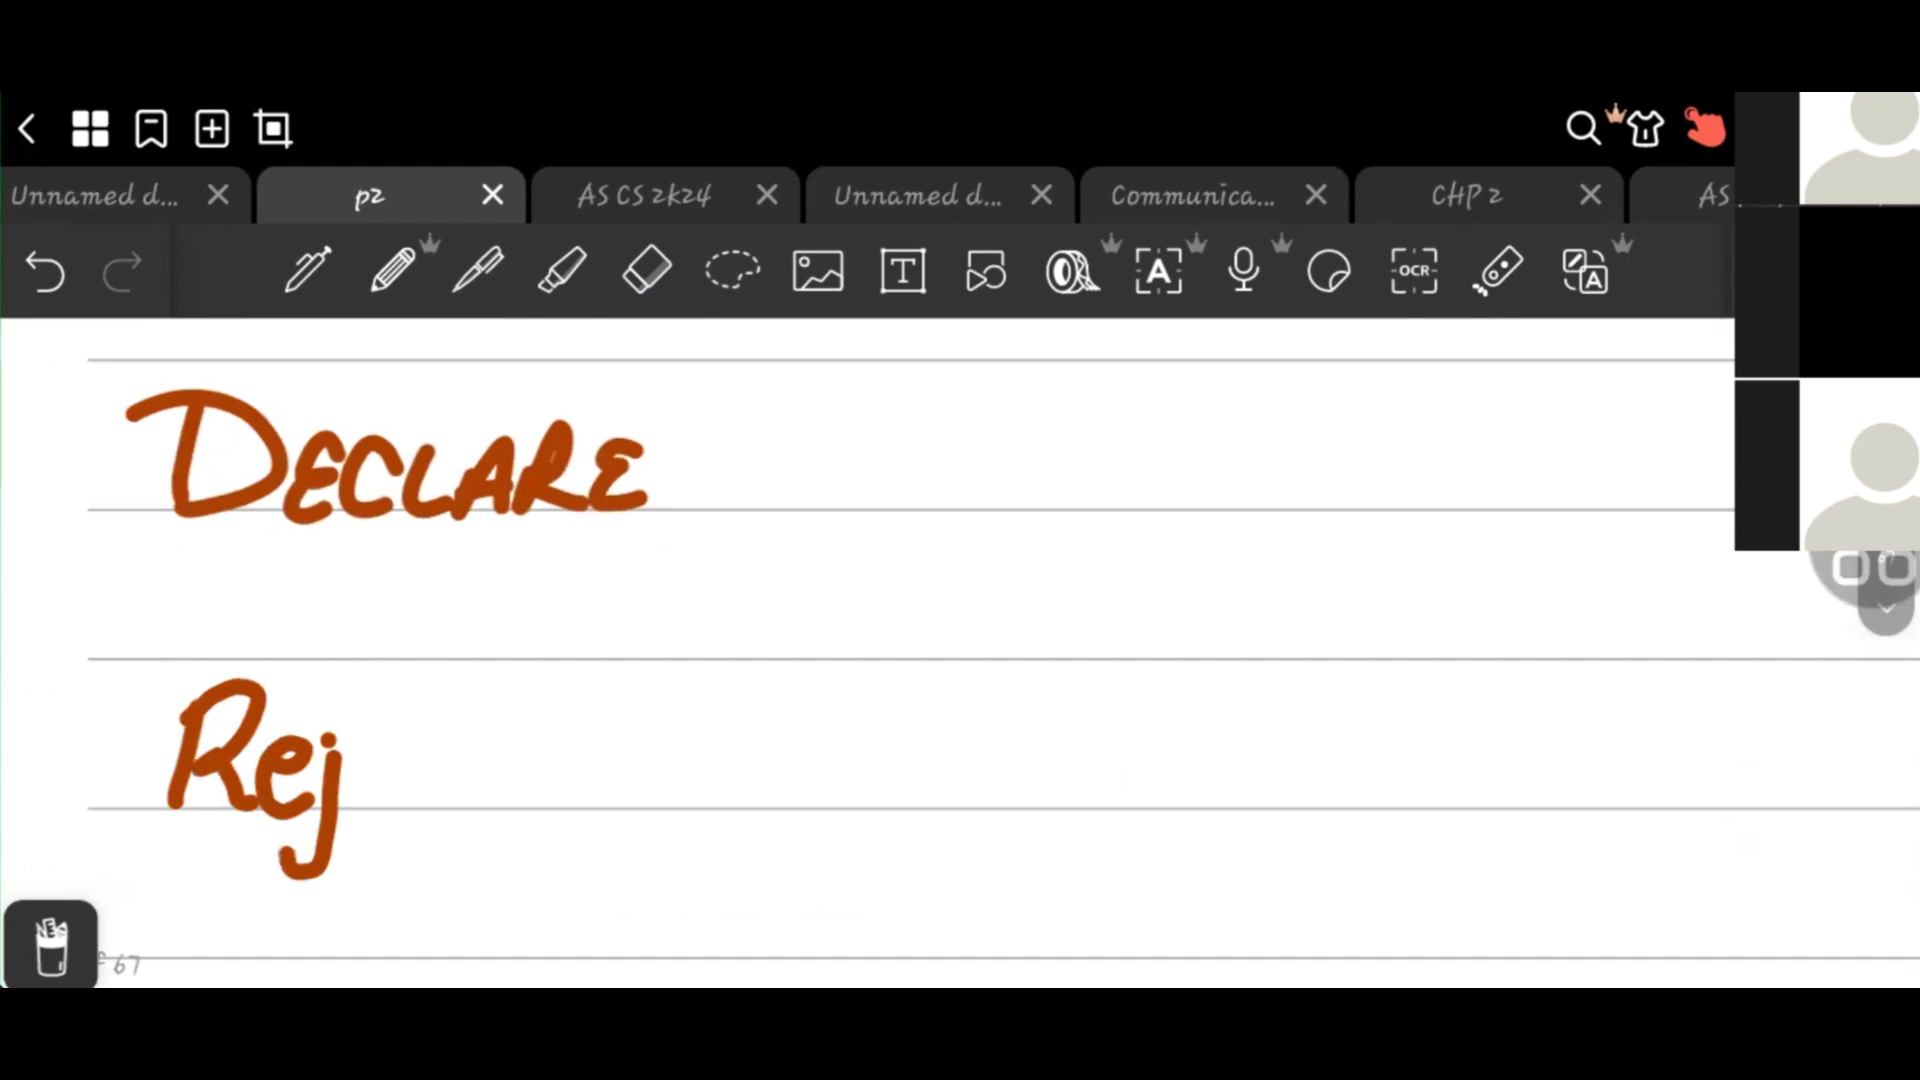 Unnamed d... p2 AS CS 2k24 Unnamed d... Communica... CHP 2 AS
T A OCR A
DECLARE
Rej
67